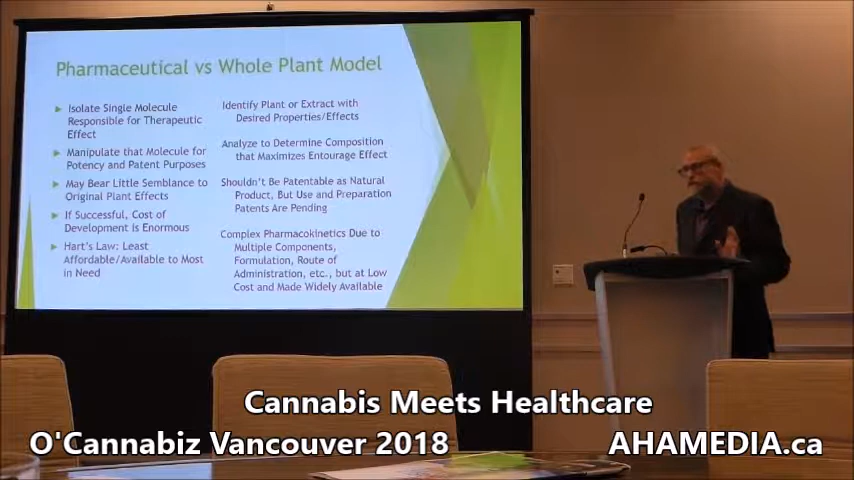 Pharmaceutical vs Whole Plant Model
Isolate Single Molecule
Responsible for Therapeutic
Effect
Manipulate that Molecule for
Potency and Patent Purposes
May Bear Little Semblance to
Original Plant Effects
If Successful, Cost of
Development is Enormous
Hart's Law: Least
Affordable/Available to Most
in Need
Identify Plant or Extract with
Desired Properties/Effects
Analyze to Determine Composition
that Maximizes Entourage Effect
Shouldn't Be Patentable as Natural
Product, But Use and Preparation
Patents Are Pending
Complex Pharmacokinetics Due to
Multiple Components,
Formulation, Route of
Administration, etc., but at Low
Cost and Made Widely Available
Cannabis Meets Healthcare
O'Cannabiz Vancouver 2018
AHAMEDIA.ca